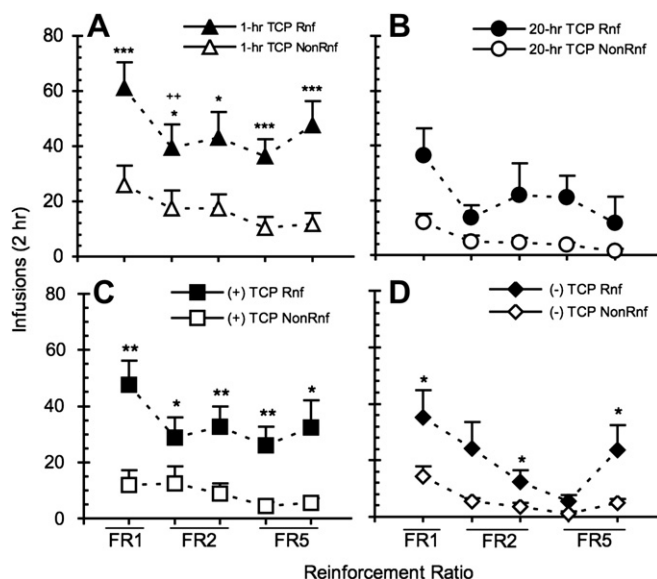 A
1-hr TCP Rnf
1-hr TCP NonRnf
B
20-hr TCP Rnf
20-hr TCP NonRnf
80
60
40
20
0
***
++
*
*
***
***
Infusions (2 hr)
C
(+) TCP Rnf
(+) TCP NonRnf
D
(-) TCP Rnf
(-) TCP NonRnf
80
60
40
20
0
**
*
**
**
*
*
*
*
FR1
FR2
FR5
FR1
FR2
FR5
Reinforcement Ratio